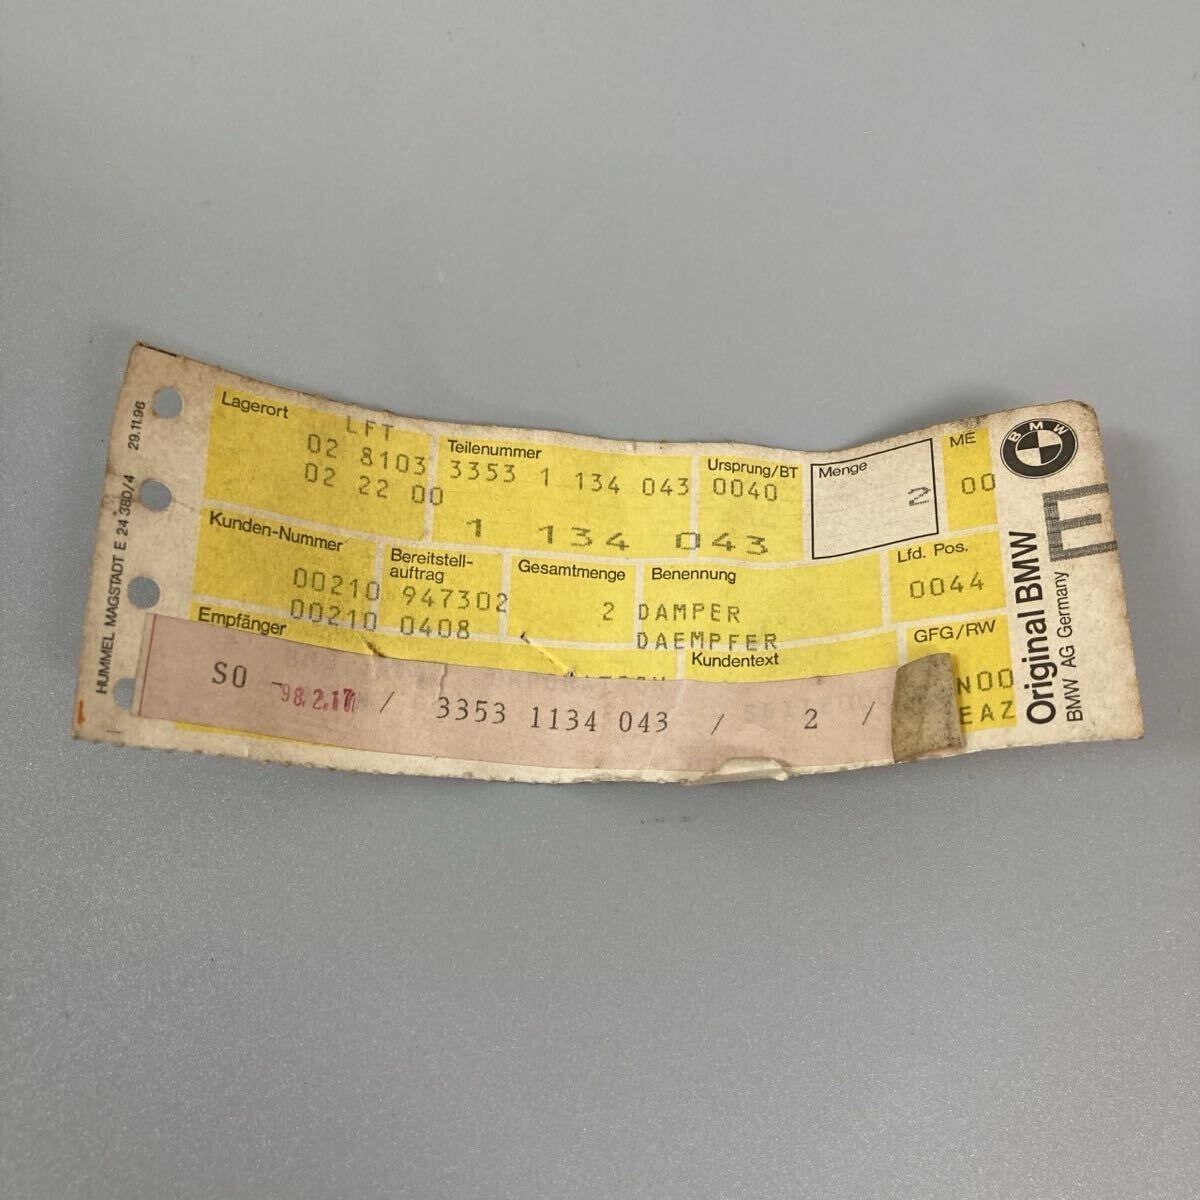 HUMMEL MAGSTADT E 24 380/4 29.11.96
Lagerort
LFT
02 8103
02 22 00
Teilenummer
3353 1 134 043
1 134 043
Ursprung/BT
0040
Menge
2
ME
00
BMW
Kunden-Nummer
00210
00210
Bereitstell-
auftrag
947302
0408
Gesamtmenge
2
Benennung
DAMPER
DAEMPFER
Lfd. Pos.
0044
Empfänger
Kundentext
GFG/RW
N00
EAZ
SO -98.2.17 / 3353 1134 043 / 2 /
E
Original BMW
BMW AG Germany